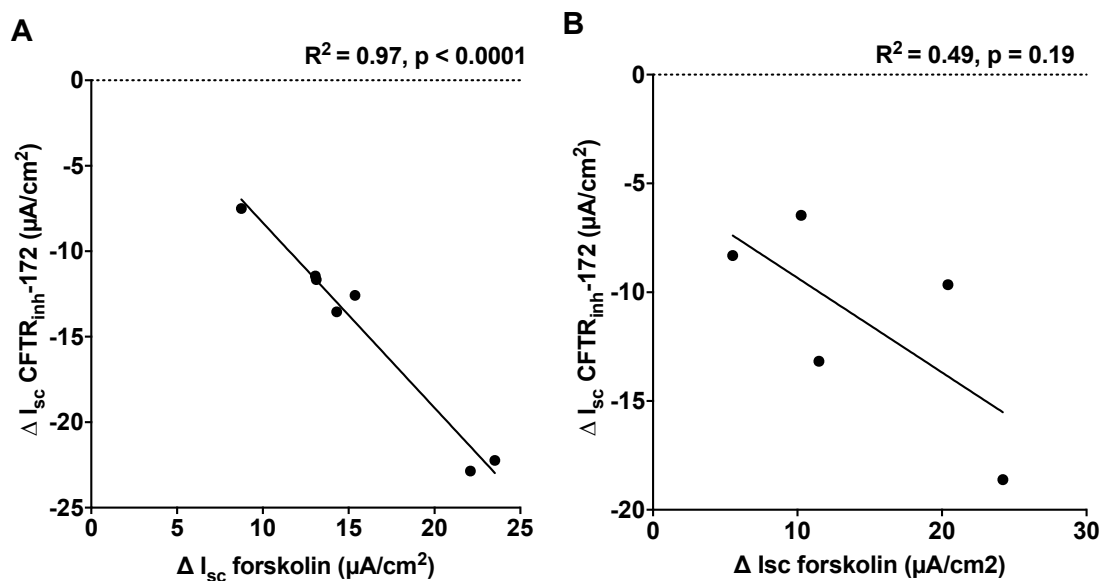 A
R² = 0.97, p < 0.0001
0
-5
-10
-15
-20
-25
0
5
10
15
20
25
Δ I_sc CFTR_inh-172 (µA/cm²)
Δ I_sc forskolin (µA/cm²)
B
R² = 0.49, p = 0.19
0
-5
-10
-15
-20
0
10
20
30
Δ I_sc CFTR_inh-172 (µA/cm²)
Δ Isc forskolin (µA/cm2)